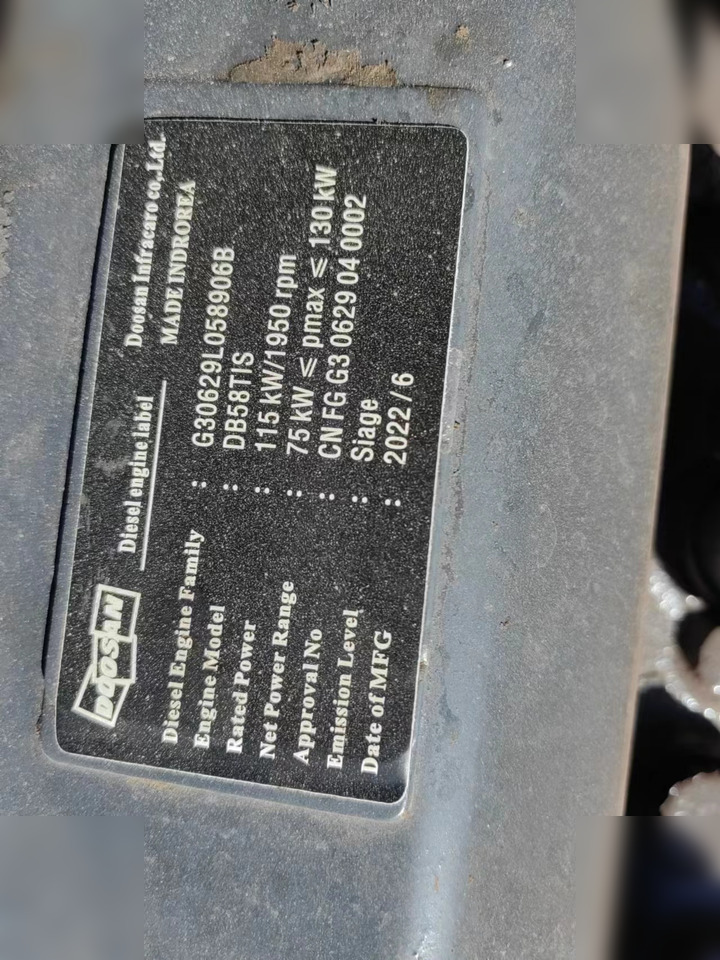 DOOSAN
Diesel engine label
Doosan Infracaro co,.Ltd.
MADE INDROREA
Diesel Engine Family : G30629L058906B
Engine Model : DB58TIS
Rated Power : 115 kW/1950 rpm
Net Power Range : 75 kW ⩽ pmax ⩽ 130 kW
Approval No : CN FG G3 0629 04 0002
Emission Level : Siage
Date of MFG : 2022 / 6